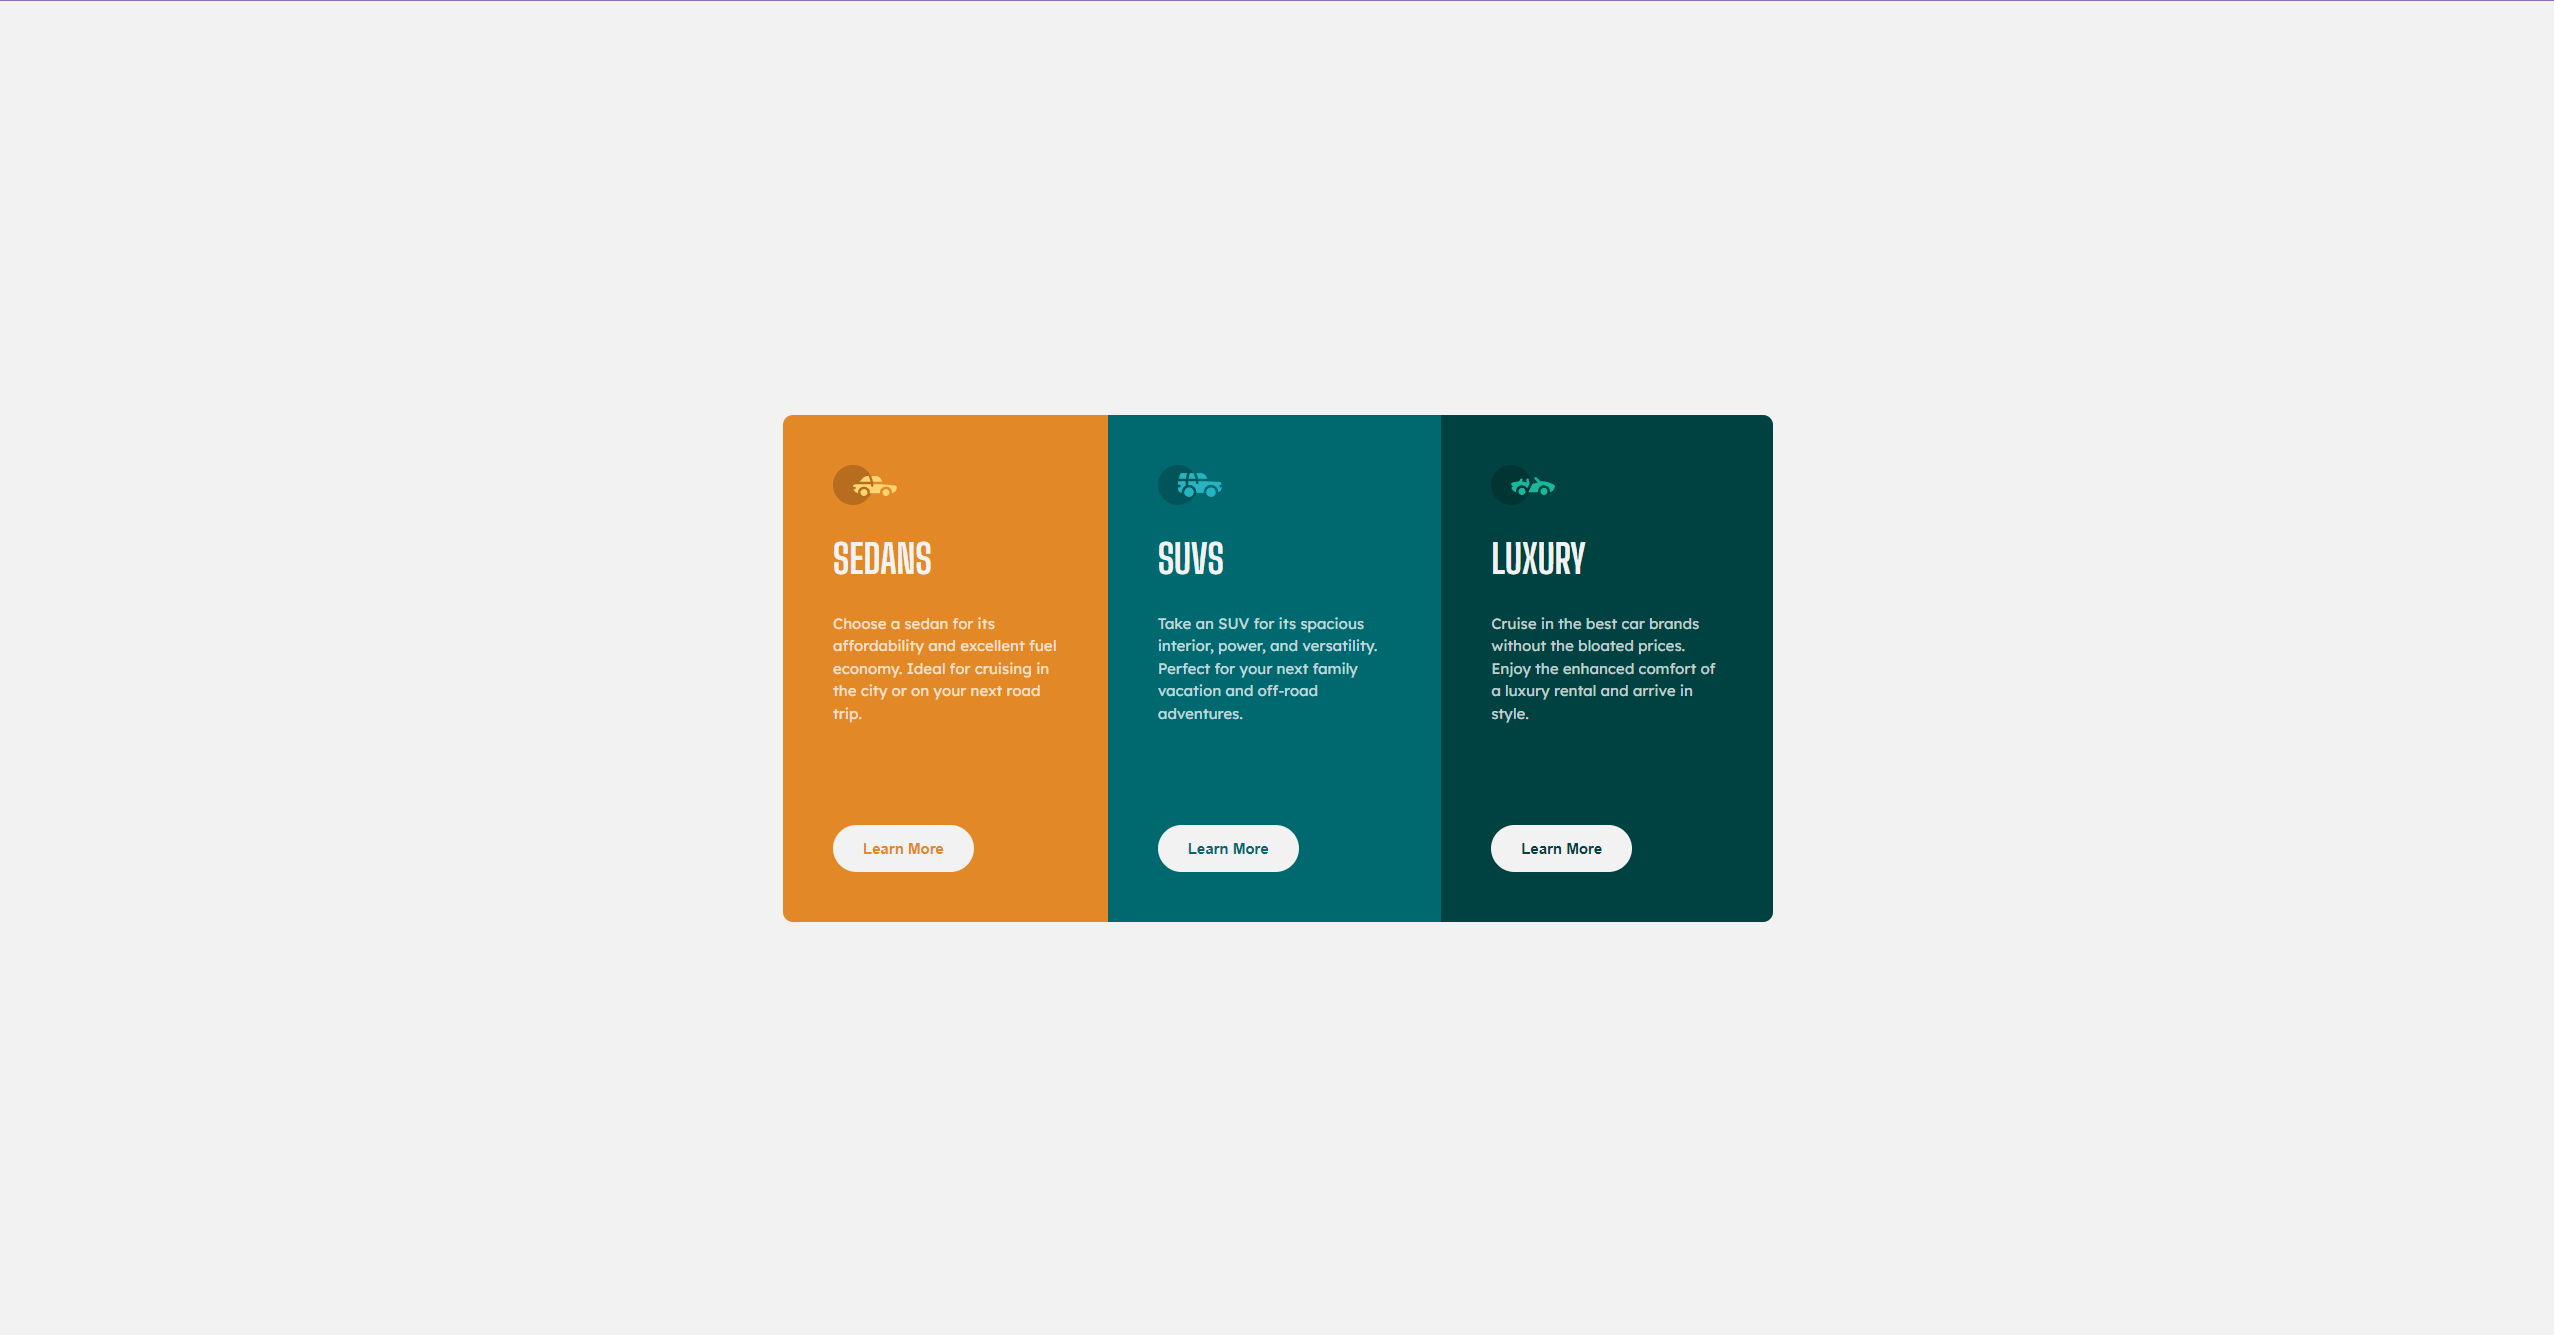 SEDANS
Choose a sedan for its
affordability and excellent fuel
economy. Ideal for cruising in
the city or on your next road
trip.
Learn More
SUVS
Take an SUV for its spacious
interior, power, and versatility.
Perfect for your next family
vacation and off-road
adventures.
Learn More
LUXURY
Cruise in the best car brands
without the bloated prices.
Enjoy the enhanced comfort of
a luxury rental and arrive in
style.
Learn More